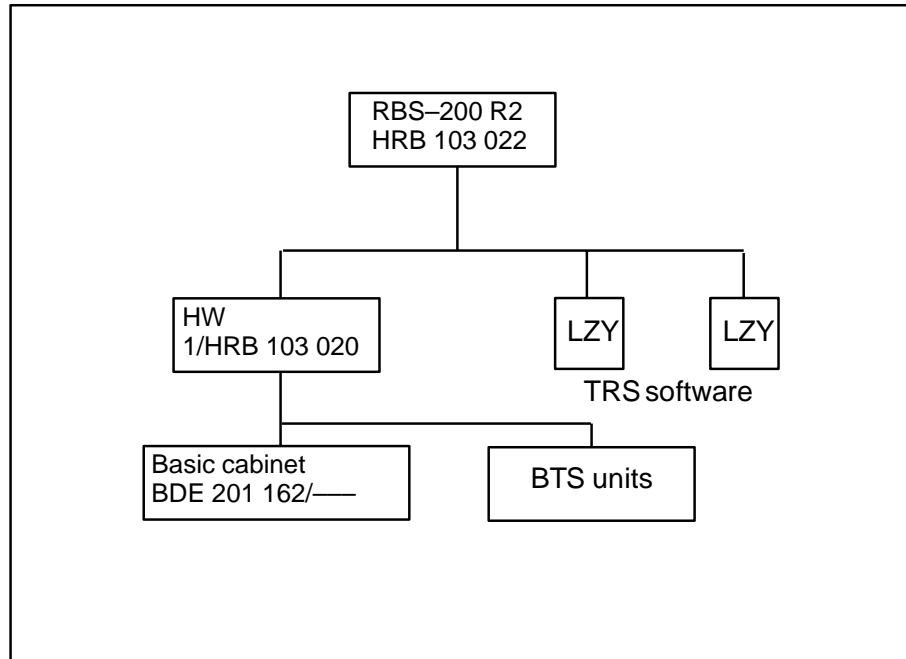 RBS–200 R2
HRB 103 022
HW
1/HRB 103 020
LZY
LZY
TRS software
Basic cabinet
BDE 201 162/–––
BTS units